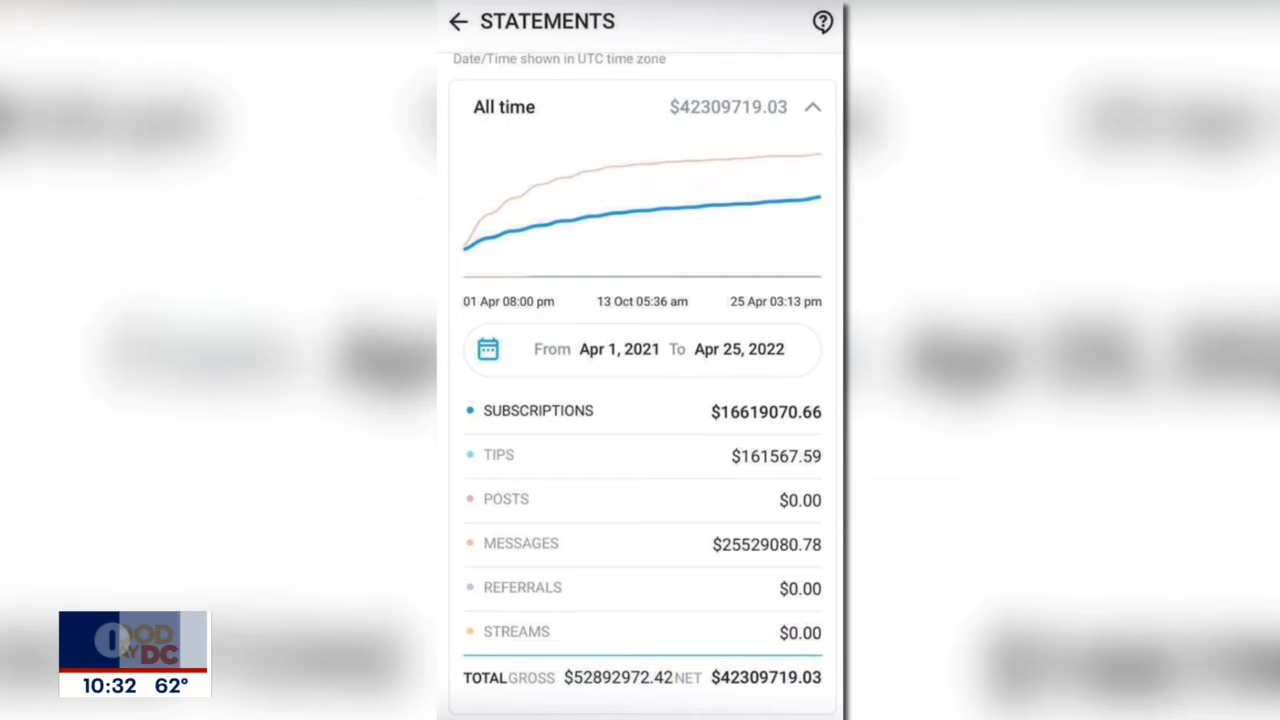 STATEMENTS
Date/Time shown in UTC time zone
All time $42309719.03
01 Apr 08:00 pm 13 Oct 05:36 am 25 Apr 03:13 pm
From Apr 1, 2021 To Apr 25, 2022
SUBSCRIPTIONS $16619070.66
TIPS $161567.59
POSTS $0.00
MESSAGES $25529080.78
REFERRALS $0.00
STREAMS $0.00
TOTAL GROSS $52892972.42 NET $42309719.03
DC
10:32 62°